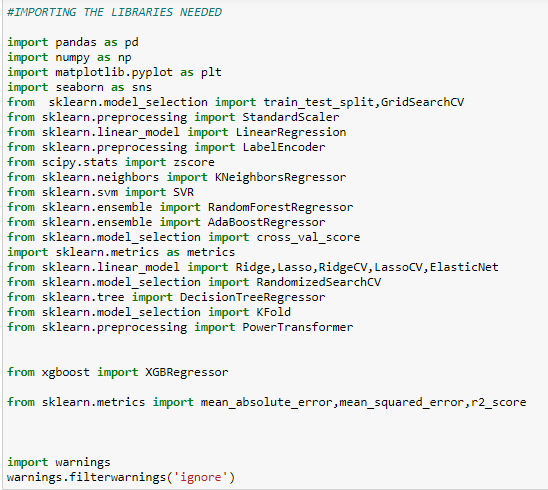 #IMPORTING THE LIBRARIES NEEDED
import pandas as pd
import numpy as np
import matplotlib.pyplot as plt
import seaborn as sns
from  sklearn.model_selection import train_test_split,GridSearchCV
from sklearn.preprocessing import StandardScaler
from sklearn.linear_model import LinearRegression
from sklearn.preprocessing import LabelEncoder
from scipy.stats import zscore
from sklearn.neighbors import KNeighborsRegressor
from sklearn.svm import SVR
from sklearn.ensemble import RandomForestRegressor
from sklearn.ensemble import AdaBoostRegressor
from sklearn.model_selection import cross_val_score
import sklearn.metrics as metrics
from sklearn.linear_model import Ridge,Lasso,RidgeCV,LassoCV,ElasticNet
from sklearn.model_selection import RandomizedSearchCV
from sklearn.tree import DecisionTreeRegressor
from sklearn.model_selection import KFold
from sklearn.preprocessing import PowerTransformer
from xgboost import XGBRegressor
from sklearn.metrics import mean_absolute_error,mean_squared_error,r2_score
import warnings
warnings.filterwarnings('ignore')